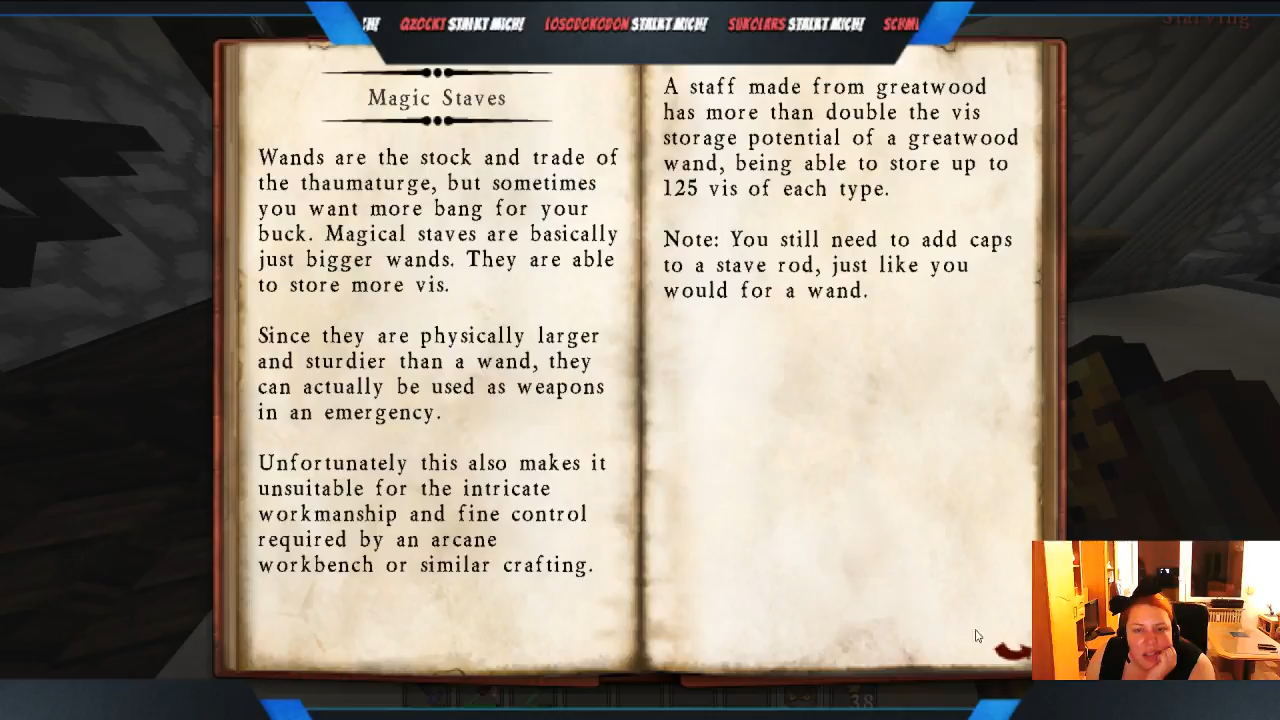 QZOCKT STALKT MICH! LOSODOKODON STALKT MICH! SUKOLARS STALKT MICH!
Starving
Magic Staves
Wands are the stock and trade of
the thaumaturge, but sometimes
you want more bang for your
buck. Magical staves are basically
just bigger wands. They are able
to store more vis.
Since they are physically larger
and sturdier than a wand, they
can actually be used as weapons
in an emergency.
Unfortunately this also makes it
unsuitable for the intricate
workmanship and fine control
required by an arcane
workbench or similar crafting.
A staff made from greatwood
has more than double the vis
storage potential of a greatwood
wand, being able to store up to
125 vis of each type.
Note: You still need to add caps
to a stave rod, just like you
would for a wand.
38